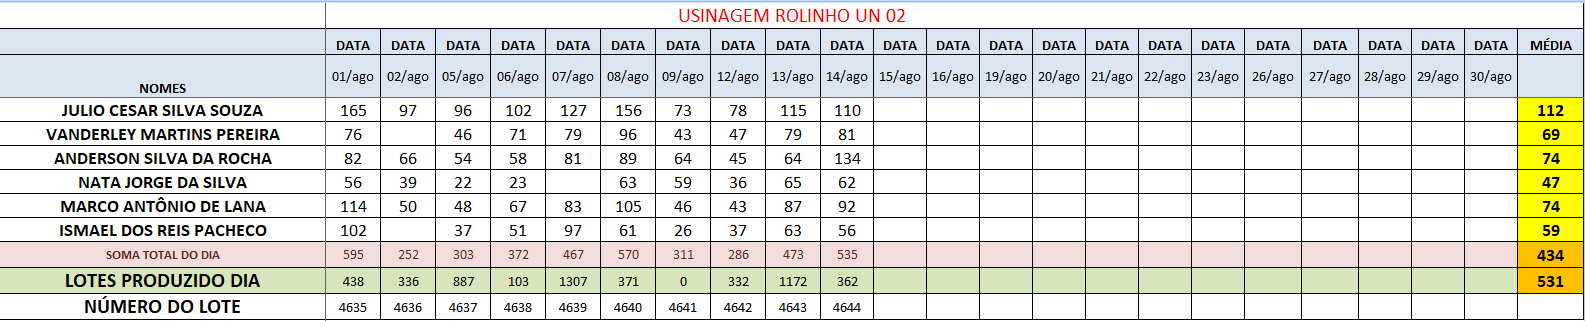 USINAGEM ROLINHO UN 02
DATA DATA DATA DATA DATA DATA DATA DATA DATA DATA DATA DATA DATA DATA DATA DATA DATA DATA DATA DATA DATA DATA MÉDIA
NOMES 01/ago 02/ago 05/ago 06/ago 07/ago 08/ago 09/ago 12/ago 13/ago 14/ago 15/ago 16/ago 19/ago 20/ago 21/ago 22/ago 23/ago 26/ago 27/ago 28/ago 29/ago 30/ago
JULIO CESAR SILVA SOUZA 165 97 96 102 127 156 73 78 115 110 112
VANDERLEY MARTINS PEREIRA 76 46 71 79 96 43 47 79 81 69
ANDERSON SILVA DA ROCHA 82 66 54 58 81 89 64 45 64 134 74
NATA JORGE DA SILVA 56 39 22 23 63 59 36 65 62 47
MARCO ANTÔNIO DE LANA 114 50 48 67 83 105 46 43 87 92 74
ISMAEL DOS REIS PACHECO 102 37 51 97 61 26 37 63 56 59
SOMA TOTAL DO DIA 595 252 303 372 467 570 311 286 473 535 434
LOTES PRODUZIDO DIA 438 336 887 103 1307 371 0 332 1172 362 531
NÚMERO DO LOTE 4635 4636 4637 4638 4639 4640 4641 4642 4643 4644